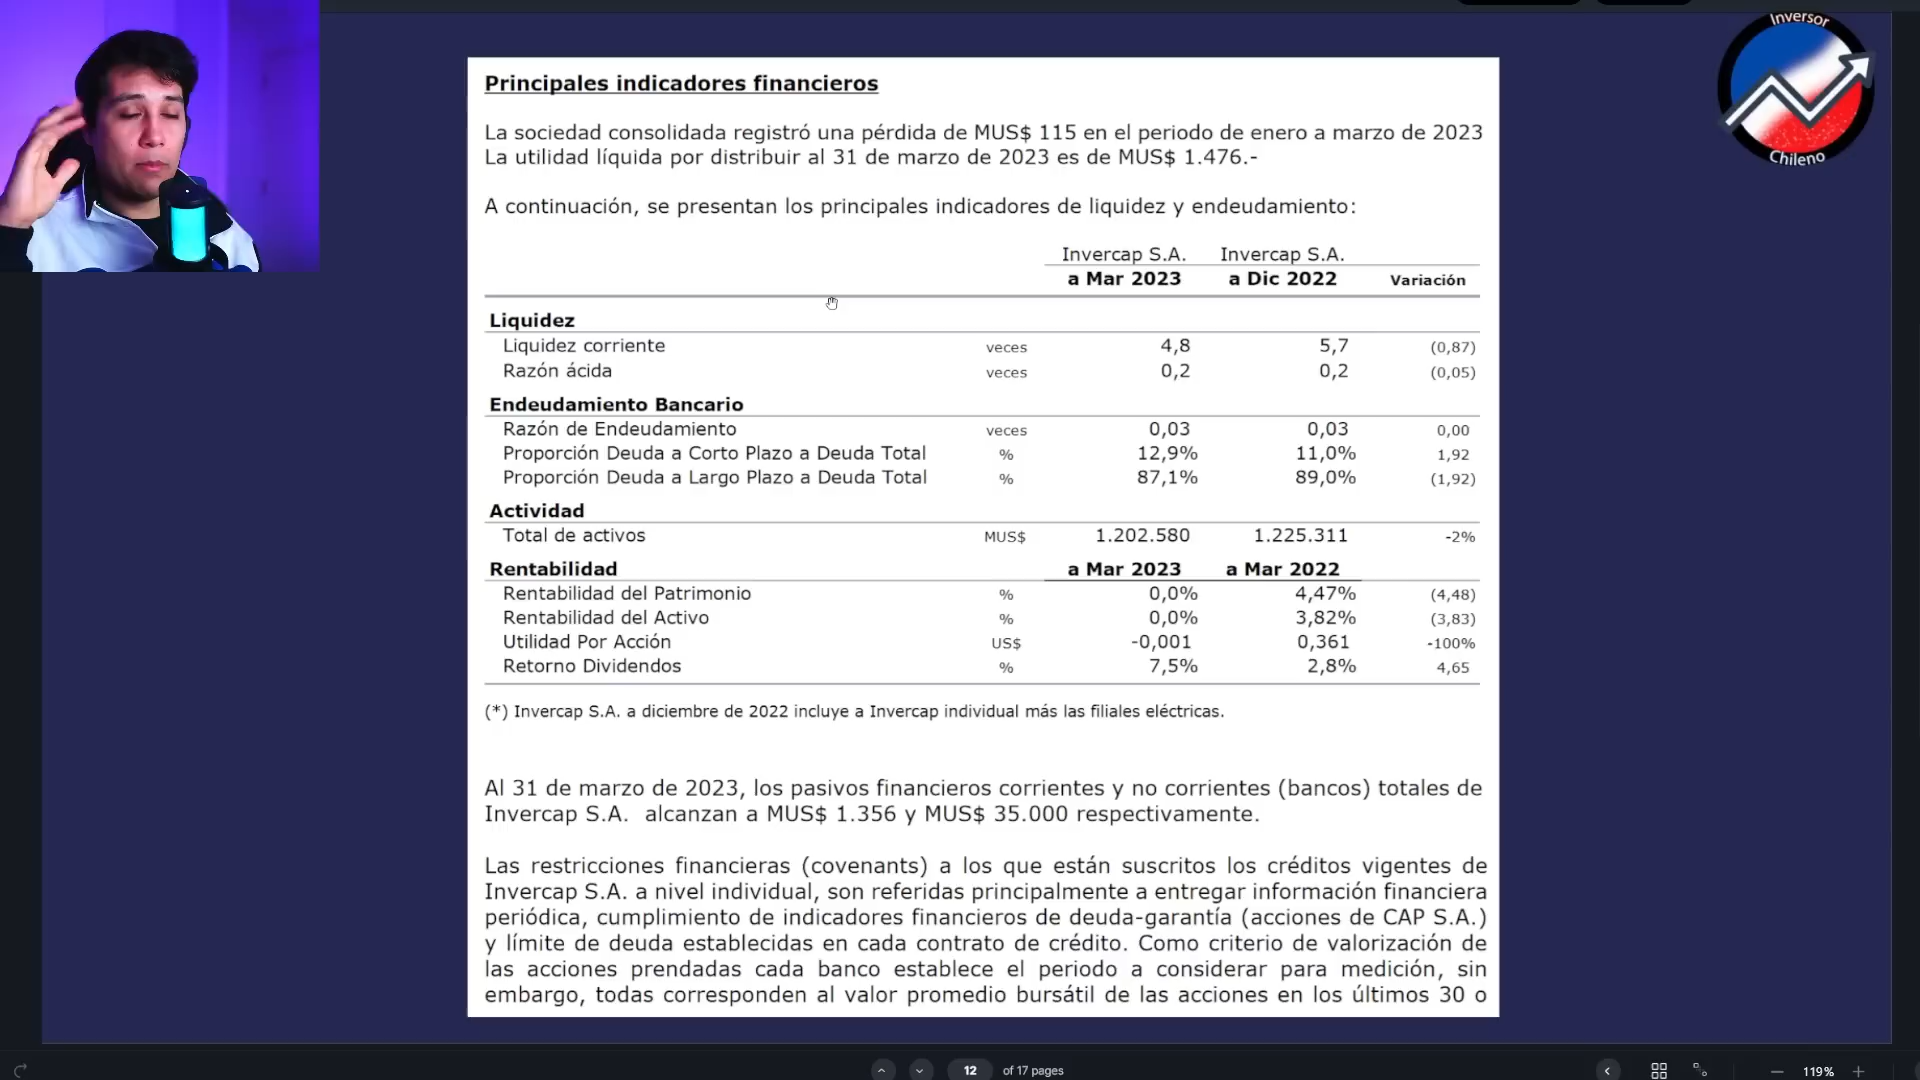 Inversor
Chileno
Principales indicadores financieros
La sociedad consolidada registró una pérdida de MUS$ 115 en el periodo de enero a marzo de 2023
La utilidad líquida por distribuir al 31 de marzo de 2023 es de MUS$ 1.476.-
A continuación, se presentan los principales indicadores de liquidez y endeudamiento:
Invercap S.A. Invercap S.A.
a Mar 2023 a Dic 2022 Variación
Liquidez
Liquidez corriente veces 4,8 5,7 (0,87)
Razón ácida veces 0,2 0,2 (0,05)
Endeudamiento Bancario
Razón de Endeudamiento veces 0,03 0,03 0,00
Proporción Deuda a Corto Plazo a Deuda Total % 12,9% 11,0% 1,92
Proporción Deuda a Largo Plazo a Deuda Total % 87,1% 89,0% (1,92)
Actividad
Total de activos MUS$ 1.202.580 1.225.311 -2%
Rentabilidad a Mar 2023 a Mar 2022
Rentabilidad del Patrimonio % 0,0% 4,47% (4,48)
Rentabilidad del Activo % 0,0% 3,82% (3,83)
Utilidad Por Acción US$ -0,001 0,361 -100%
Retorno Dividendos % 7,5% 2,8% 4,65
(*) Invercap S.A. a diciembre de 2022 incluye a Invercap individual más las filiales eléctricas.
Al 31 de marzo de 2023, los pasivos financieros corrientes y no corrientes (bancos) totales de
Invercap S.A. alcanzan a MUS$ 1.356 y MUS$ 35.000 respectivamente.
Las restricciones financieras (covenants) a los que están suscritos los créditos vigentes de
Invercap S.A. a nivel individual, son referidas principalmente a entregar información financiera
periódica, cumplimiento de indicadores financieros de deuda-garantía (acciones de CAP S.A.)
y límite de deuda establecidas en cada contrato de crédito. Como criterio de valorización de
las acciones prendadas cada banco establece el periodo a considerar para medición, sin
embargo, todas corresponden al valor promedio bursátil de las acciones en los últimos 30 o
12 of 17 pages 119%